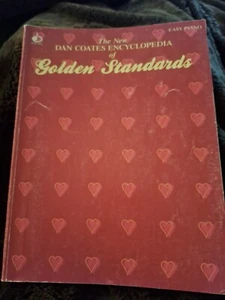 EASY PIANO
The New
DAN COATES ENCYCLOPEDIA
of
Golden Standards